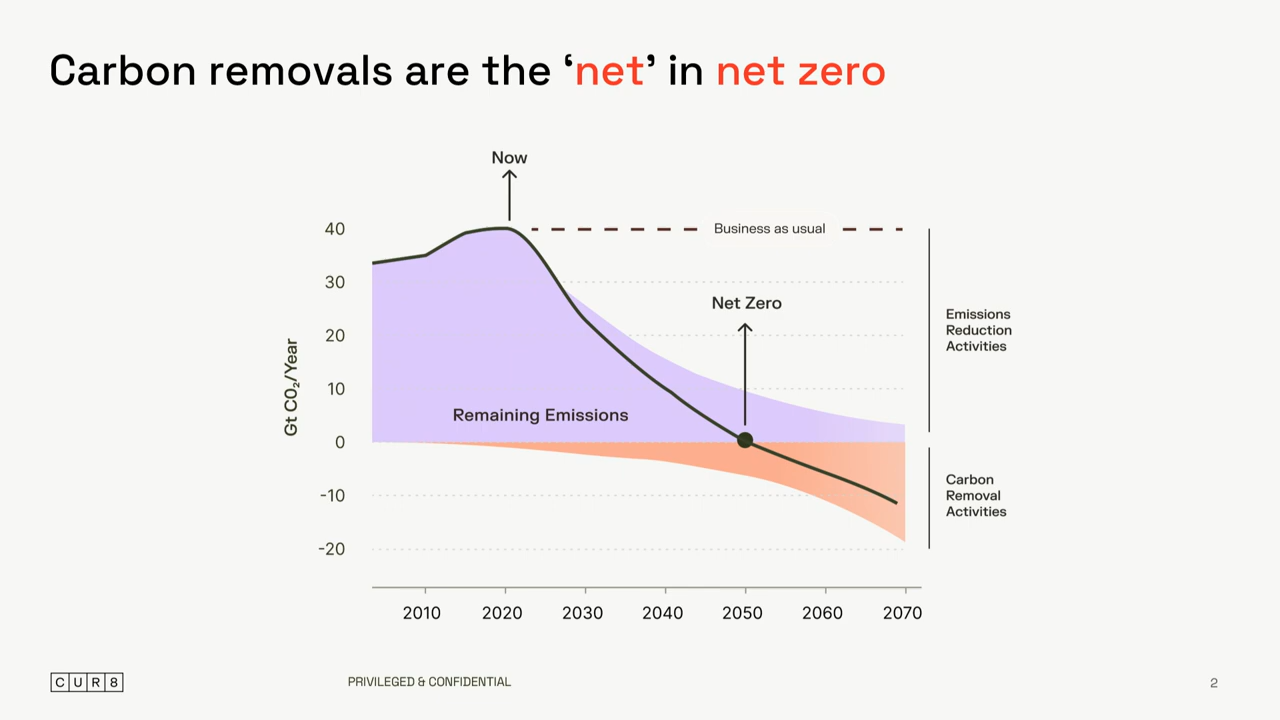 Carbon removals are the ‘net’ in net zero
Now
40
Business as usual
30
Net Zero
Emissions
Reduction
Activities
20
Gt C0₂/Year
10
Remaining Emissions
0
Carbon
Removal
Activities
-10
-20
2010 2020 2030 2040 2050 2060 2070
CUR8
PRIVILEGED & CONFIDENTIAL
2